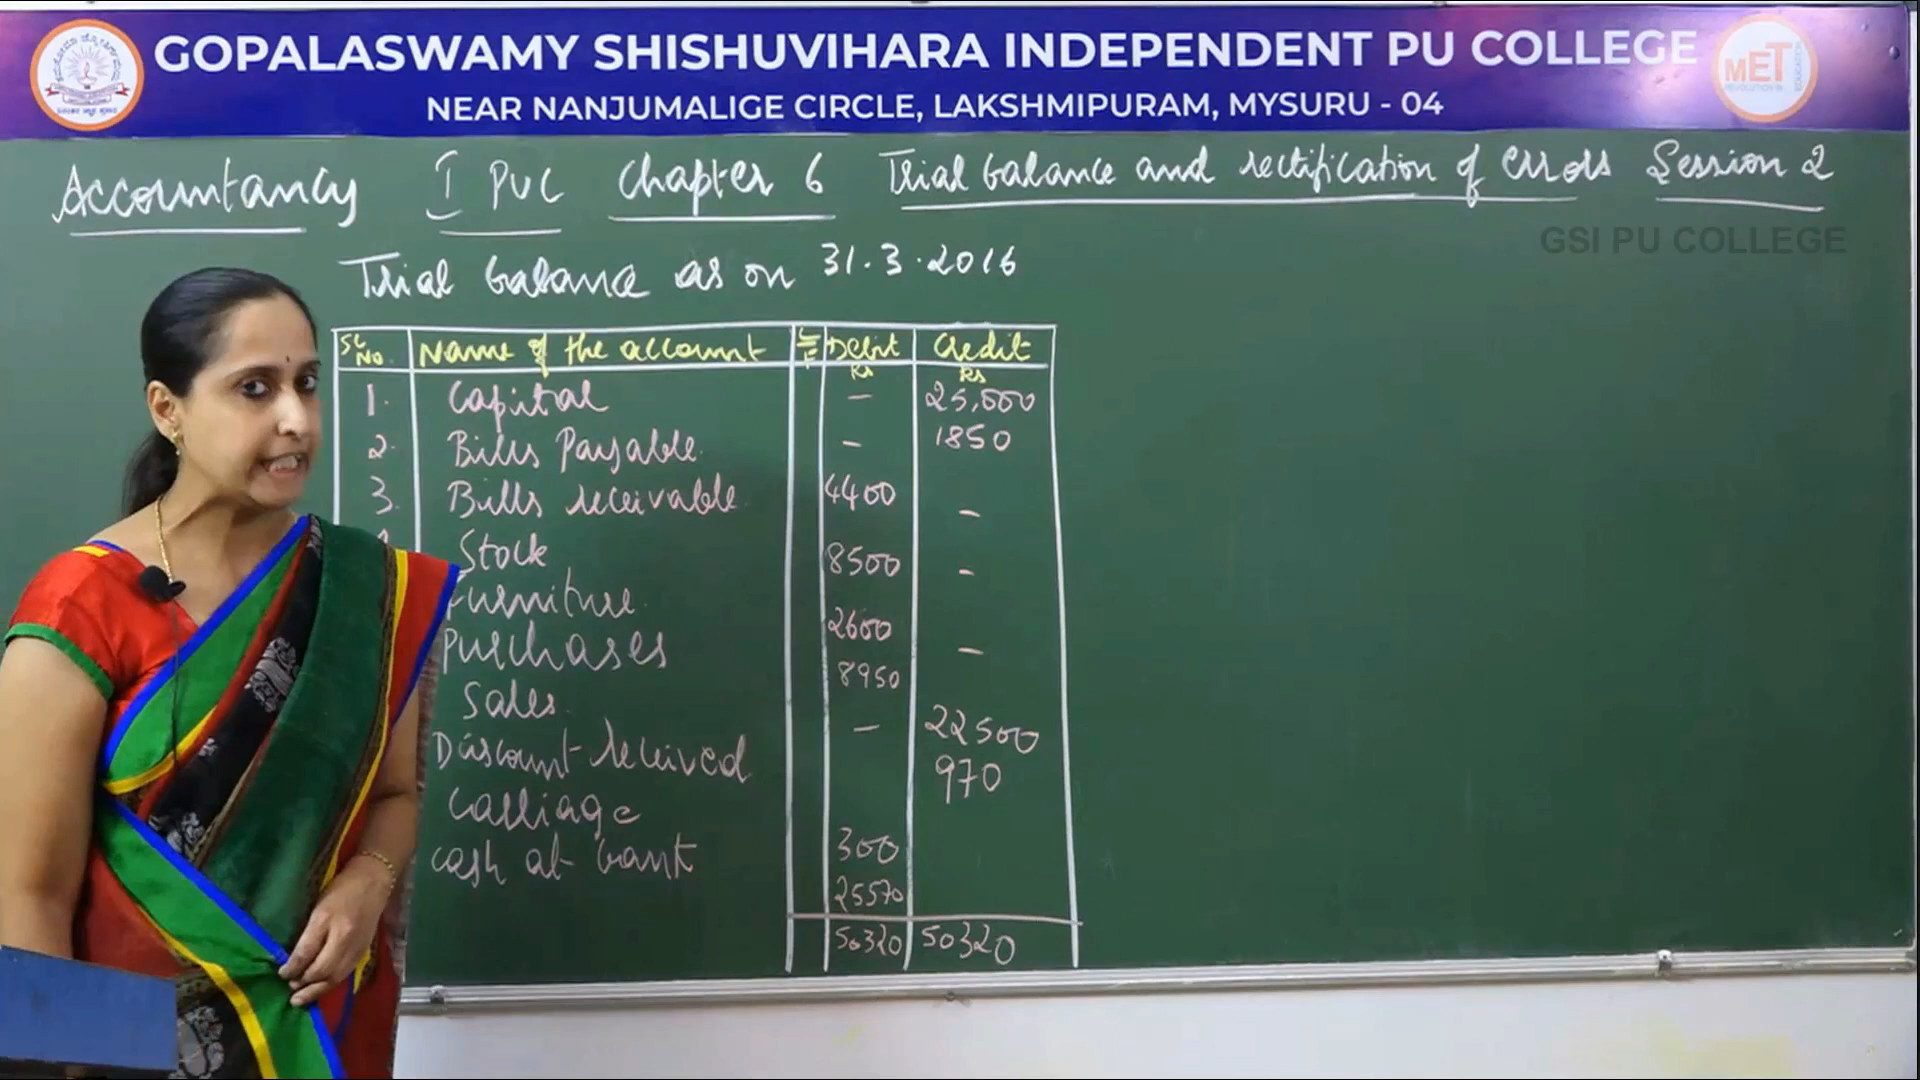 GOPALASWAMY SHISHUVIHARA INDEPENDENT PU COLLEGE
MET
NEAR NANJUMALIGE CIRCLE, LAKSHMIPURAM, MYSURU - 04
Accountancy I PUC Chapter 6 Trial balance and rectification of errors Session 2
GSI PU COLLEGE
Trial balance as on 31.3.2016
SL No. Name of the account L F Debit Rs Credit Rs
1. Capital - 25,000
2. Bills Payable. - 1850
3. Bills receivable. 4400 -
Stock 8500 -
Furniture. 2600 -
Purchases 8950
Sales. - 22500
Discount received 970
Carriage 300
Cash at bank 25570
50320 50320